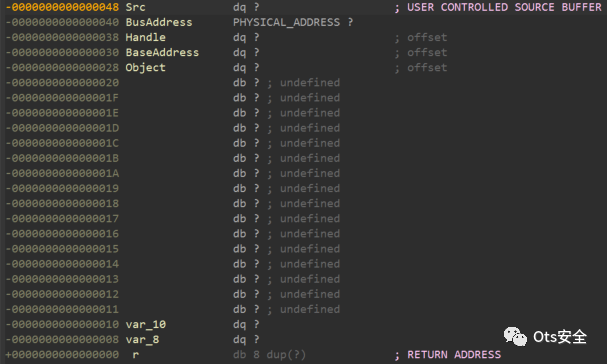 -0000000000000048 Src dq ? ; USER CONTROLLED SOURCE BUFFER
-0000000000000040 BusAddress PHYSICAL_ADDRESS ?
-0000000000000038 Handle dq ? ; offset
-0000000000000030 BaseAddress dq ? ; offset
-0000000000000028 Object dq ? ; offset
-0000000000000020 db ? ; undefined
-000000000000001F db ? ; undefined
-000000000000001E db ? ; undefined
-000000000000001D db ? ; undefined
-000000000000001C db ? ; undefined
-000000000000001B db ? ; undefined
-000000000000001A db ? ; undefined
-0000000000000019 db ? ; undefined
-0000000000000018 db ? ; undefined
-0000000000000017 db ? ; undefined
-0000000000000016 db ? ; undefined
-0000000000000015 db ? ; undefined
-0000000000000014 db ? ; undefined
-0000000000000013 db ? ; undefined
-0000000000000012 db ? ; undefined
-0000000000000011 db ? ; undefined
-0000000000000010 var_10 dq ?
-0000000000000008 var_8 dq ?
+0000000000000000 r db 8 dup(?) ; RETURN ADDRESS
Ots安全